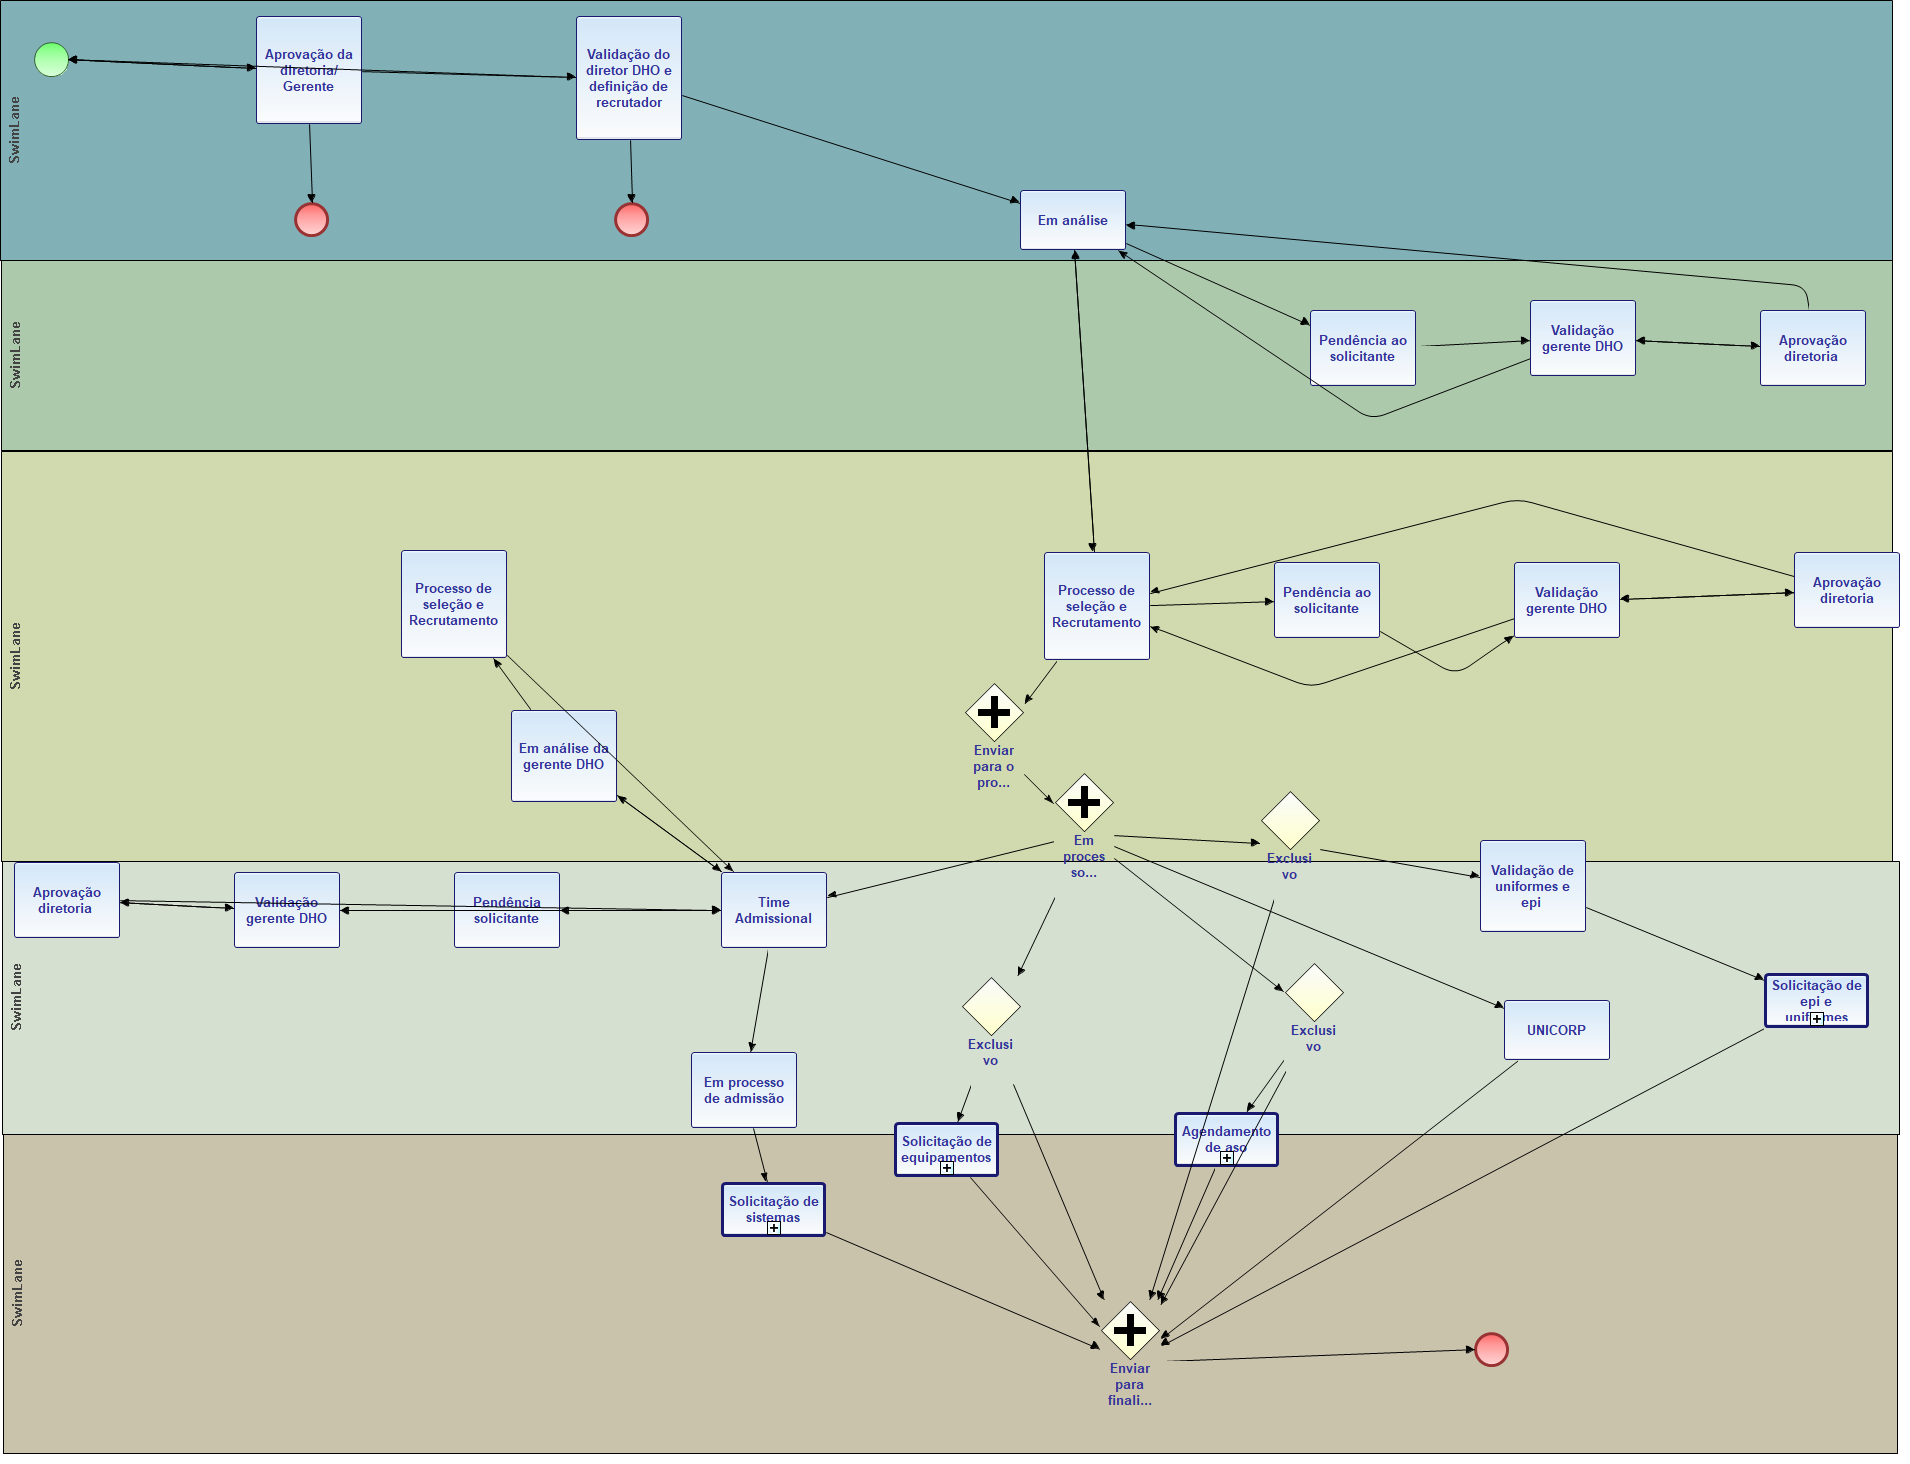 SwimLane
Aprovação da
diretoria/
Gerente
Validação do
diretor DHO e
definição de
recrutador
Em análise
SwimLane
Pendência ao
solicitante
Validação
gerente DHO
Aprovação
diretoria
SwimLane
Processo de
seleção e
Recrutamento
Processo de
seleção e
Recrutamento
Pendência ao
solicitante
Validação
gerente DHO
Aprovação
diretoria
Em análise da
gerente DHO
Enviar
para o
pro...
Em
proces
so...
Exclusi
vo
Validação de
uniformes e
epi
SwimLane
Aprovação
diretoria
Validação
gerente DHO
Pendência
solicitante
Time
Admissional
Exclusi
vo
Exclusi
vo
UNICORP
Solicitação de
epi e
uniformes
Em processo
de admissão
Solicitação de
equipamentos
Agendamento
de aso
SwimLane
Solicitação de
sistemas
Enviar
para
finali...